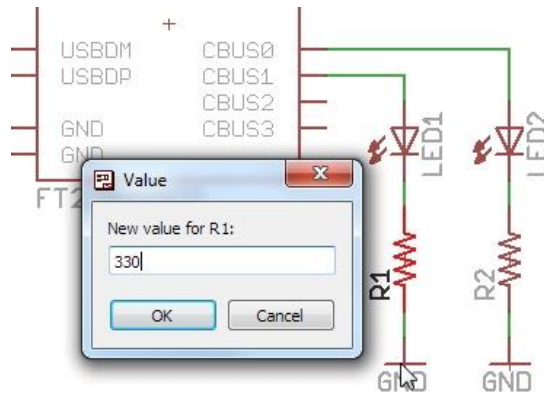 USBDM
CBUS0
USBDP
CBUS1
CBUS2
GND
CBUS3
GND
FT2
LED1
LED2
Value
New value for R1:
330
OK
Cancel
R1
R2
GND
GND